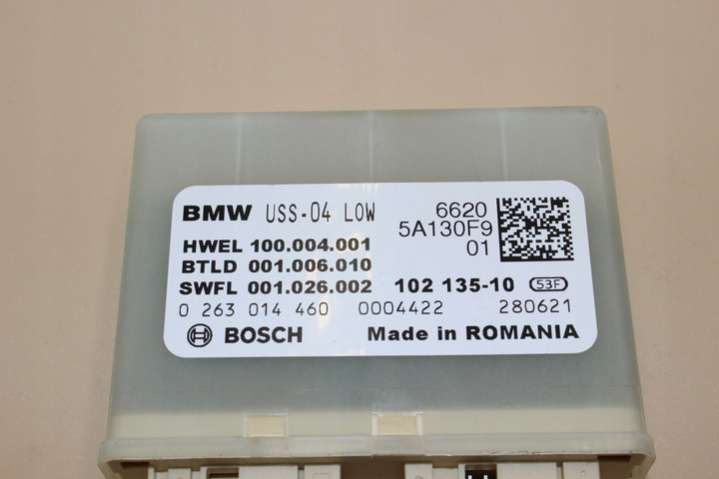 BMW USS-04 LOW 6620
5A130F9
HWEL 100.004.001 01
BTLD 001.006.010
SWFL 001.026.002 102 135-10 53F
0 263 014 460 0004422 280621
BOSCH Made in ROMANIA